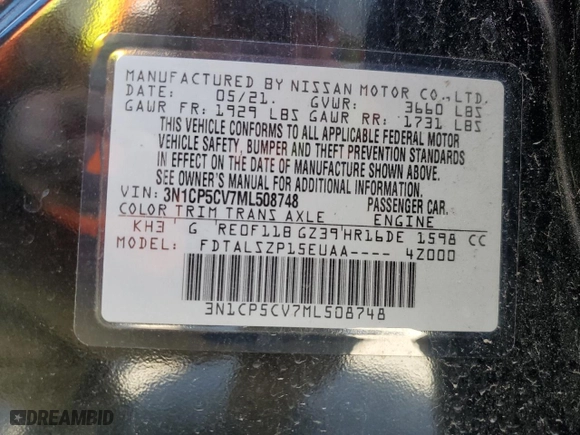 MANUFACTURED BY NISSAN MOTOR CO.,LTD.
DATE: 05/21. GVWR: 3660 LBS
GAWR FR: 1929 LBS GAWR RR: 1731 LBS
THIS VEHICLE CONFORMS TO ALL APPLICABLE FEDERAL MOTOR
VEHICLE SAFETY, BUMPER AND THEFT PREVENTION STANDARDS
IN EFFECT ON THE DATE OF MANUFACTURE SHOWN ABOVE.
SEE OWNER'S MANUAL FOR ADDITIONAL INFORMATION.
VIN: 3N1CP5CV7ML508748 PASSENGER CAR.
COLOR TRIM TRANS AXLE ENGINE
KH3 G RE0F11B GZ39 HR16DE 1598 CC
MODEL: FDTALSZP15EUAA---- 4Z000
3N1CP5CV7ML508748
DREAMBID